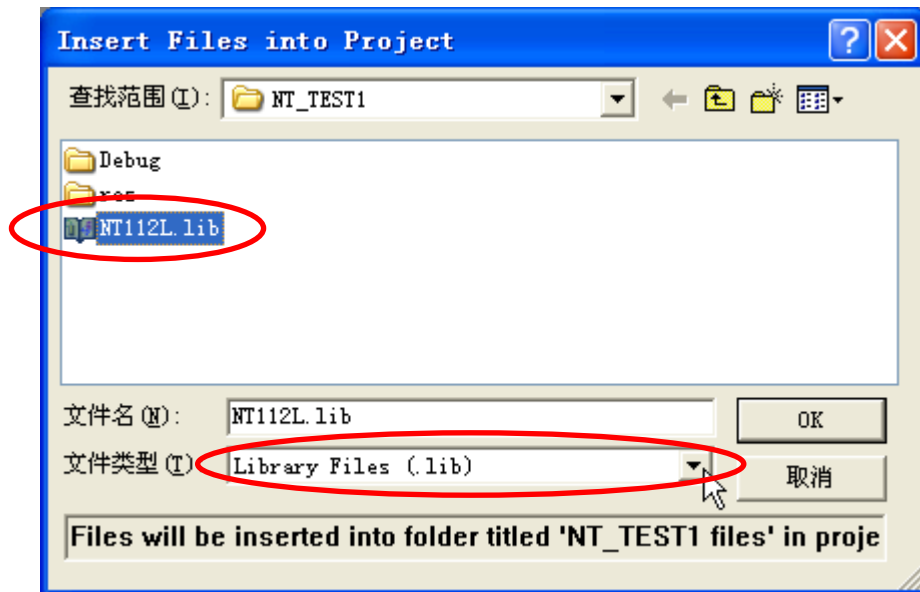 Insert Files into Project
查找范围(I): NT_TEST1
Debug
res
NT112L.lib
文件名(N): NT112L.lib OK
文件类型(T) Library Files (.lib) 取消
Files will be inserted into folder titled 'NT_TEST1 files' in proje